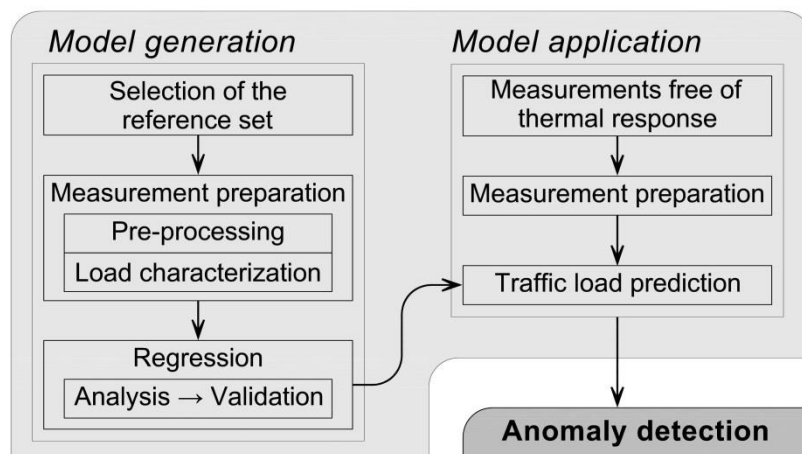 Model generation
Selection of the
reference set
Measurement preparation
Pre-processing
Load characterization
Regression
Analysis → Validation
Model application
Measurements free of
thermal response
Measurement preparation
Traffic load prediction
Anomaly detection